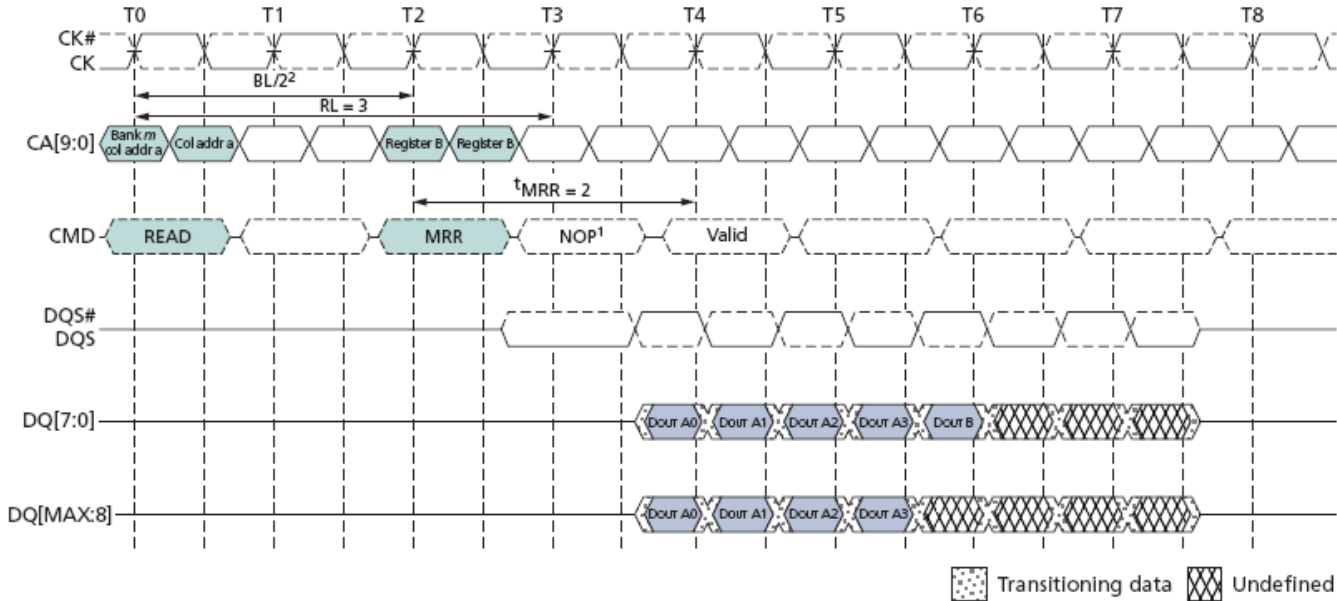 T0 T1 T2 T3 T4 T5 T6 T7 T8
CK#
CK
BL/2²
RL = 3
CA[9:0] Bank m col addr a Col addr a Register B Register B
tMRR = 2
CMD READ MRR NOP¹ Valid
DQS#
DQS
DQ[7:0] DOUT A0 DOUT A1 DOUT A2 DOUT A3 DOUT B
DQ[MAX:8] DOUT A0 DOUT A1 DOUT A2 DOUT A3
Transitioning data Undefined